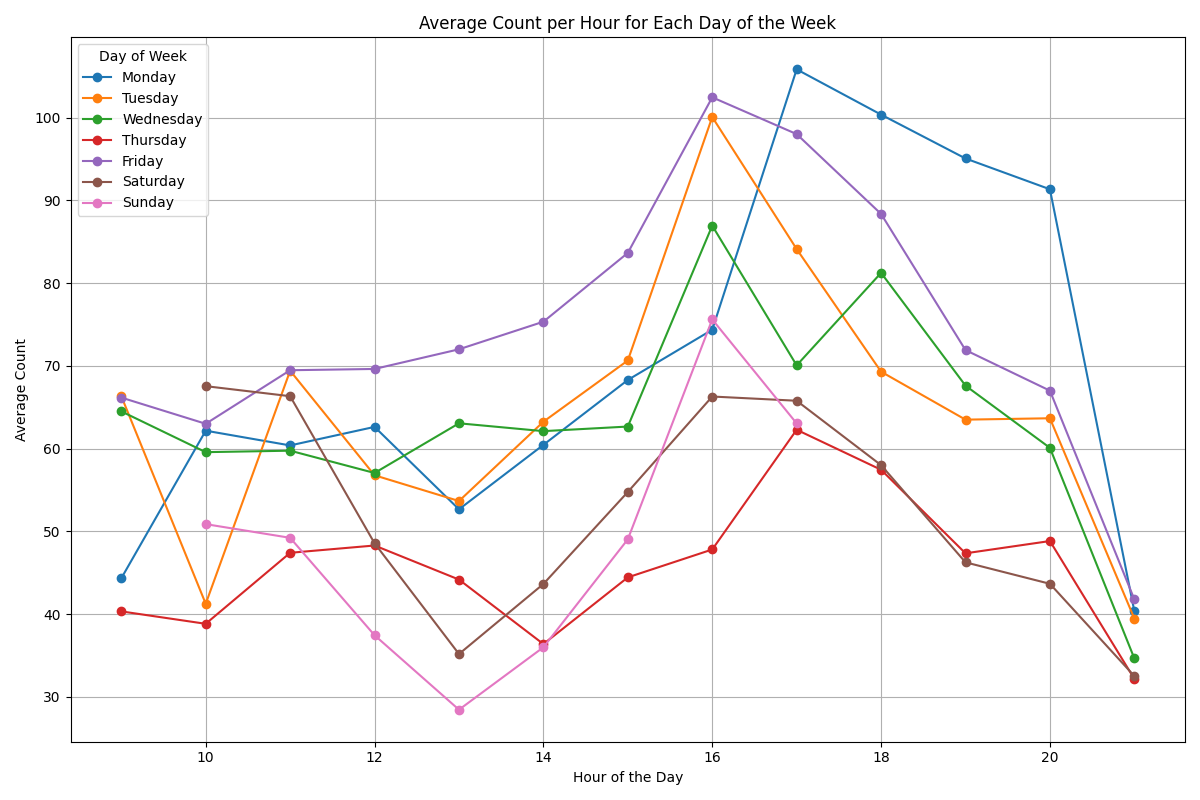 Average Count per Hour for Each Day of the Week
Day of Week
Monday
Tuesday
Wednesday
Thursday
Friday
Saturday
Sunday
Average Count
100
90
80
70
60
50
40
30
10 12 14 16 18 20
Hour of the Day